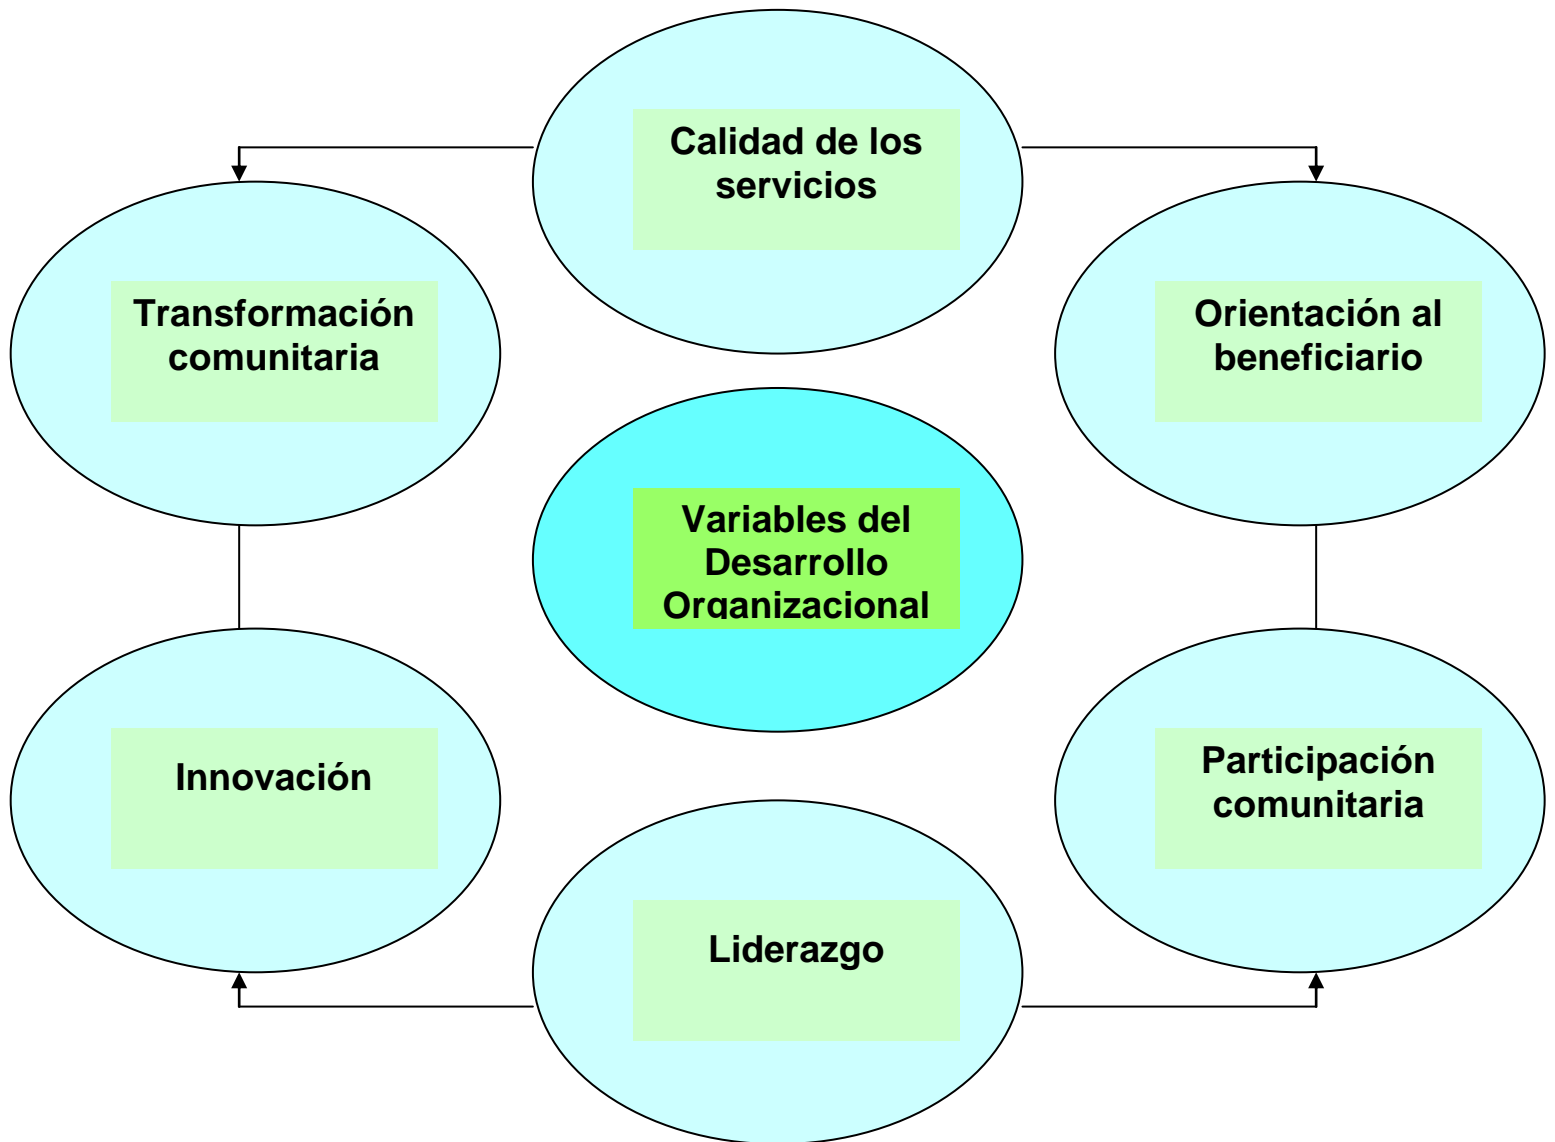 Calidad de los
servicios
Transformación
comunitaria
Orientación al
beneficiario
Variables del
Desarrollo
Organizacional
Innovación
Participación
comunitaria
Liderazgo